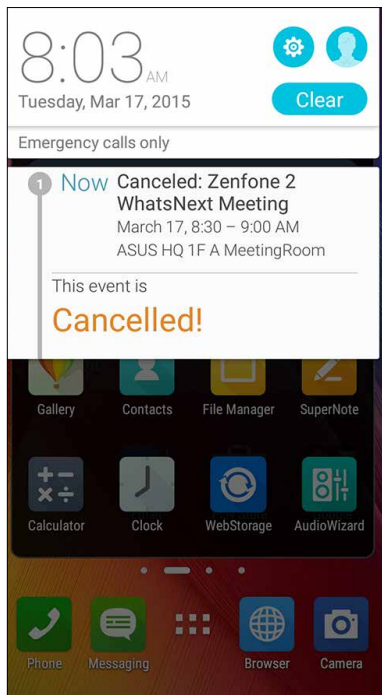 8:03 AM
Tuesday, Mar 17, 2015
Clear
Emergency calls only
1 Now Canceled: Zenfone 2
WhatsNext Meeting
March 17, 8:30 – 9:00 AM
ASUS HQ 1F A MeetingRoom
This event is
Cancelled!
Gallery Contacts File Manager SuperNote
Calculator Clock WebStorage AudioWizard
Phone Messaging Browser Camera